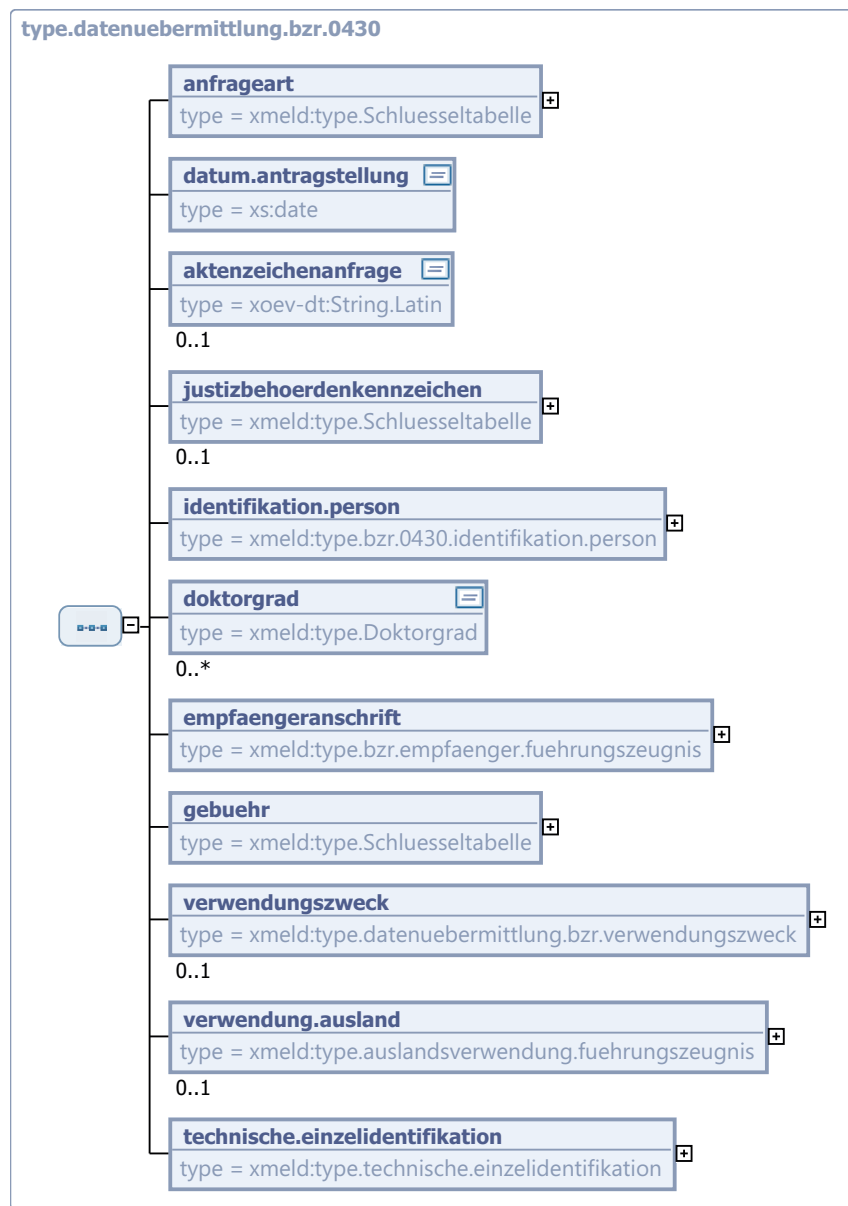 type.datenuebermittlung.bzr.0430
anfrageart
type = xmeld:type.Schluesseltabelle
datum.antragstellung
type = xs:date
aktenzeichenanfrage
type = xoev-dt:String.Latin
0..1
justizbehoerdenkennzeichen
type = xmeld:type.Schluesseltabelle
0..1
identifikation.person
type = xmeld:type.bzr.0430.identifikation.person
doktorgrad
type = xmeld:type.Doktorgrad
0..*
empfaengeranschrift
type = xmeld:type.bzr.empfaenger.fuehrungszeugnis
gebuehr
type = xmeld:type.Schluesseltabelle
verwendungszweck
type = xmeld:type.datenuebermittlung.bzr.verwendungszweck
0..1
verwendung.ausland
type = xmeld:type.auslandsverwendung.fuehrungszeugnis
0..1
technische.einzelidentifikation
type = xmeld:type.technische.einzelidentifikation